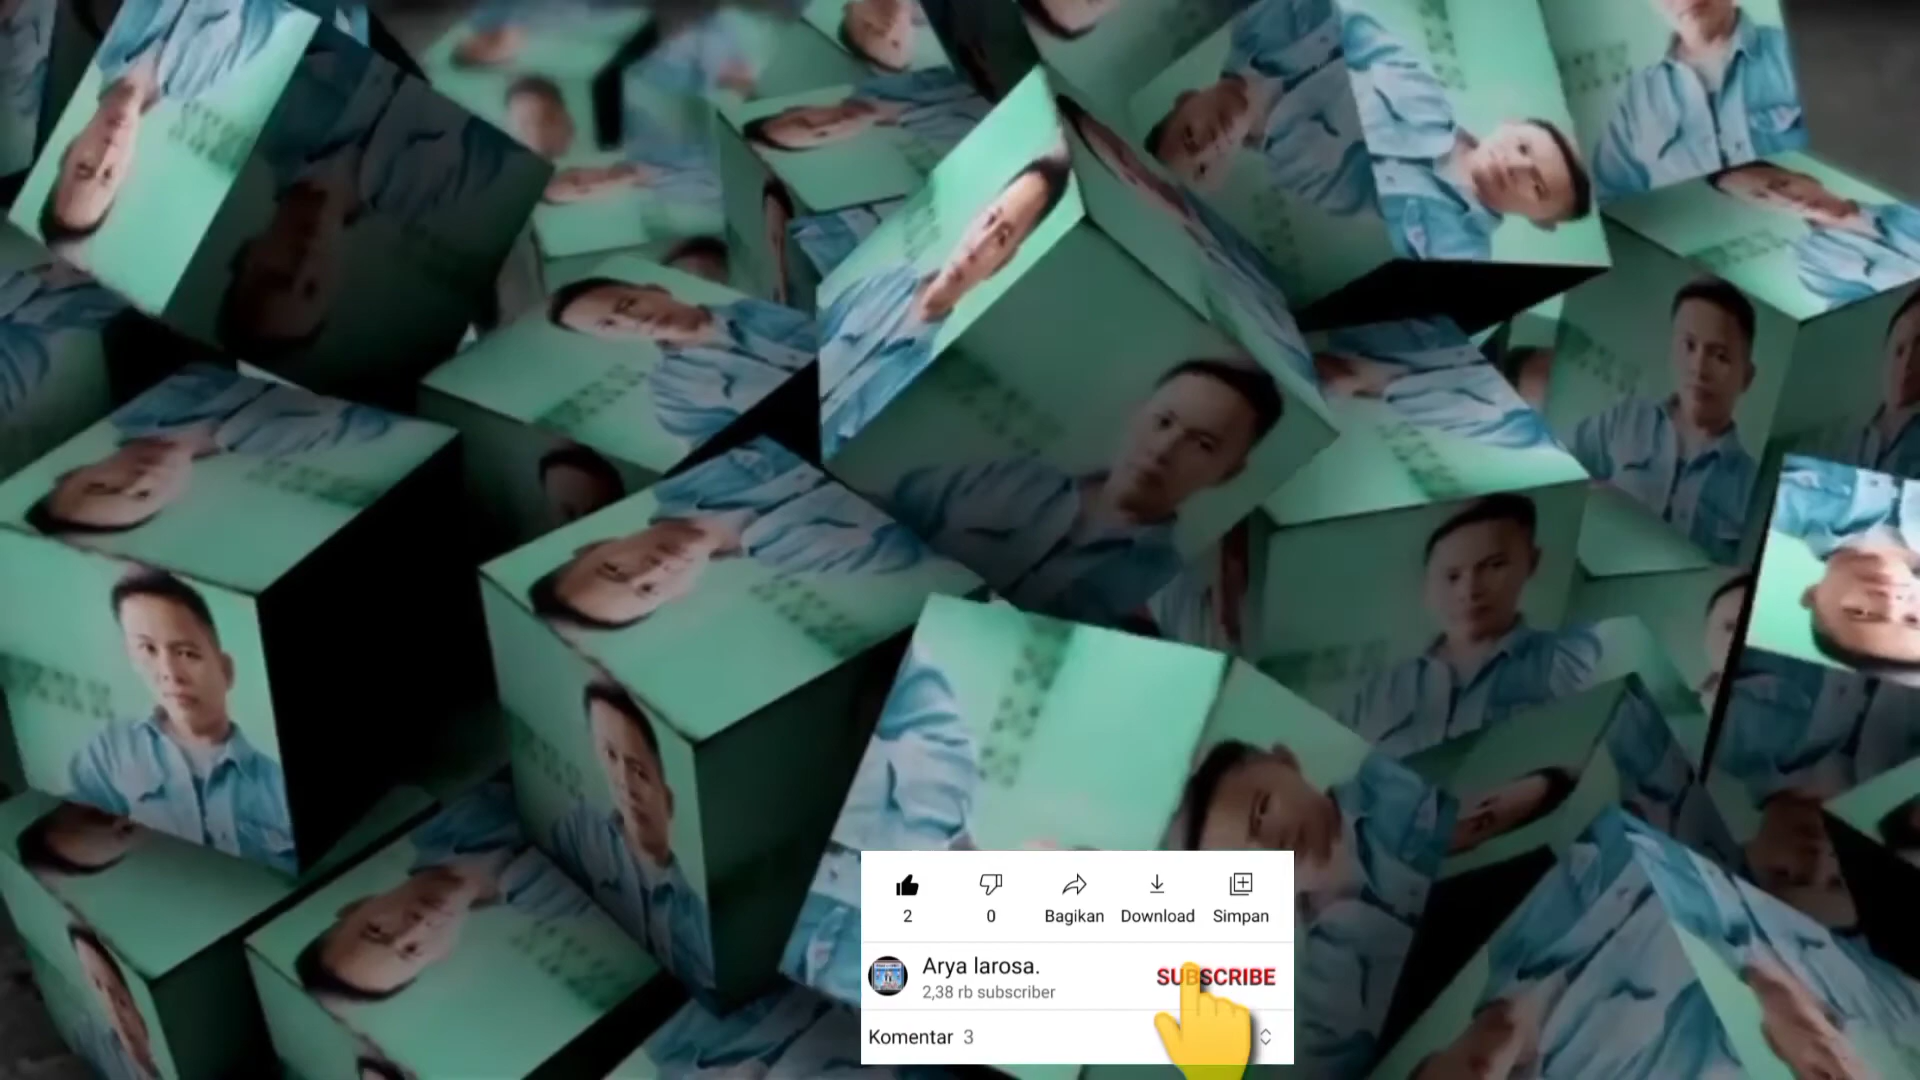 2
0
Bagikan
Download
Simpan
Arya larosa.
SUBSCRIBE
2,38 rb subscriber
Komentar 3